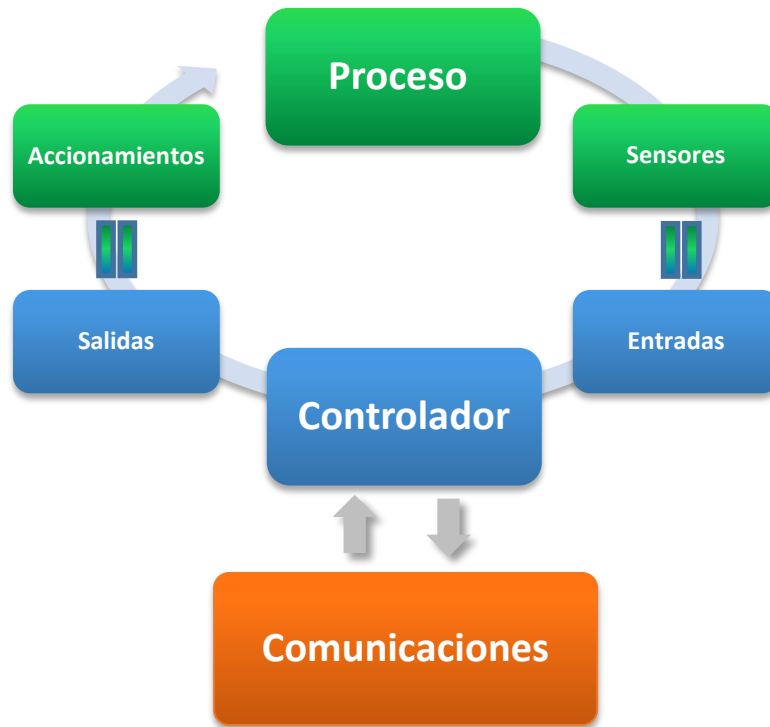 Proceso
Accionamientos
Sensores
Salidas
Entradas
Controlador
Comunicaciones